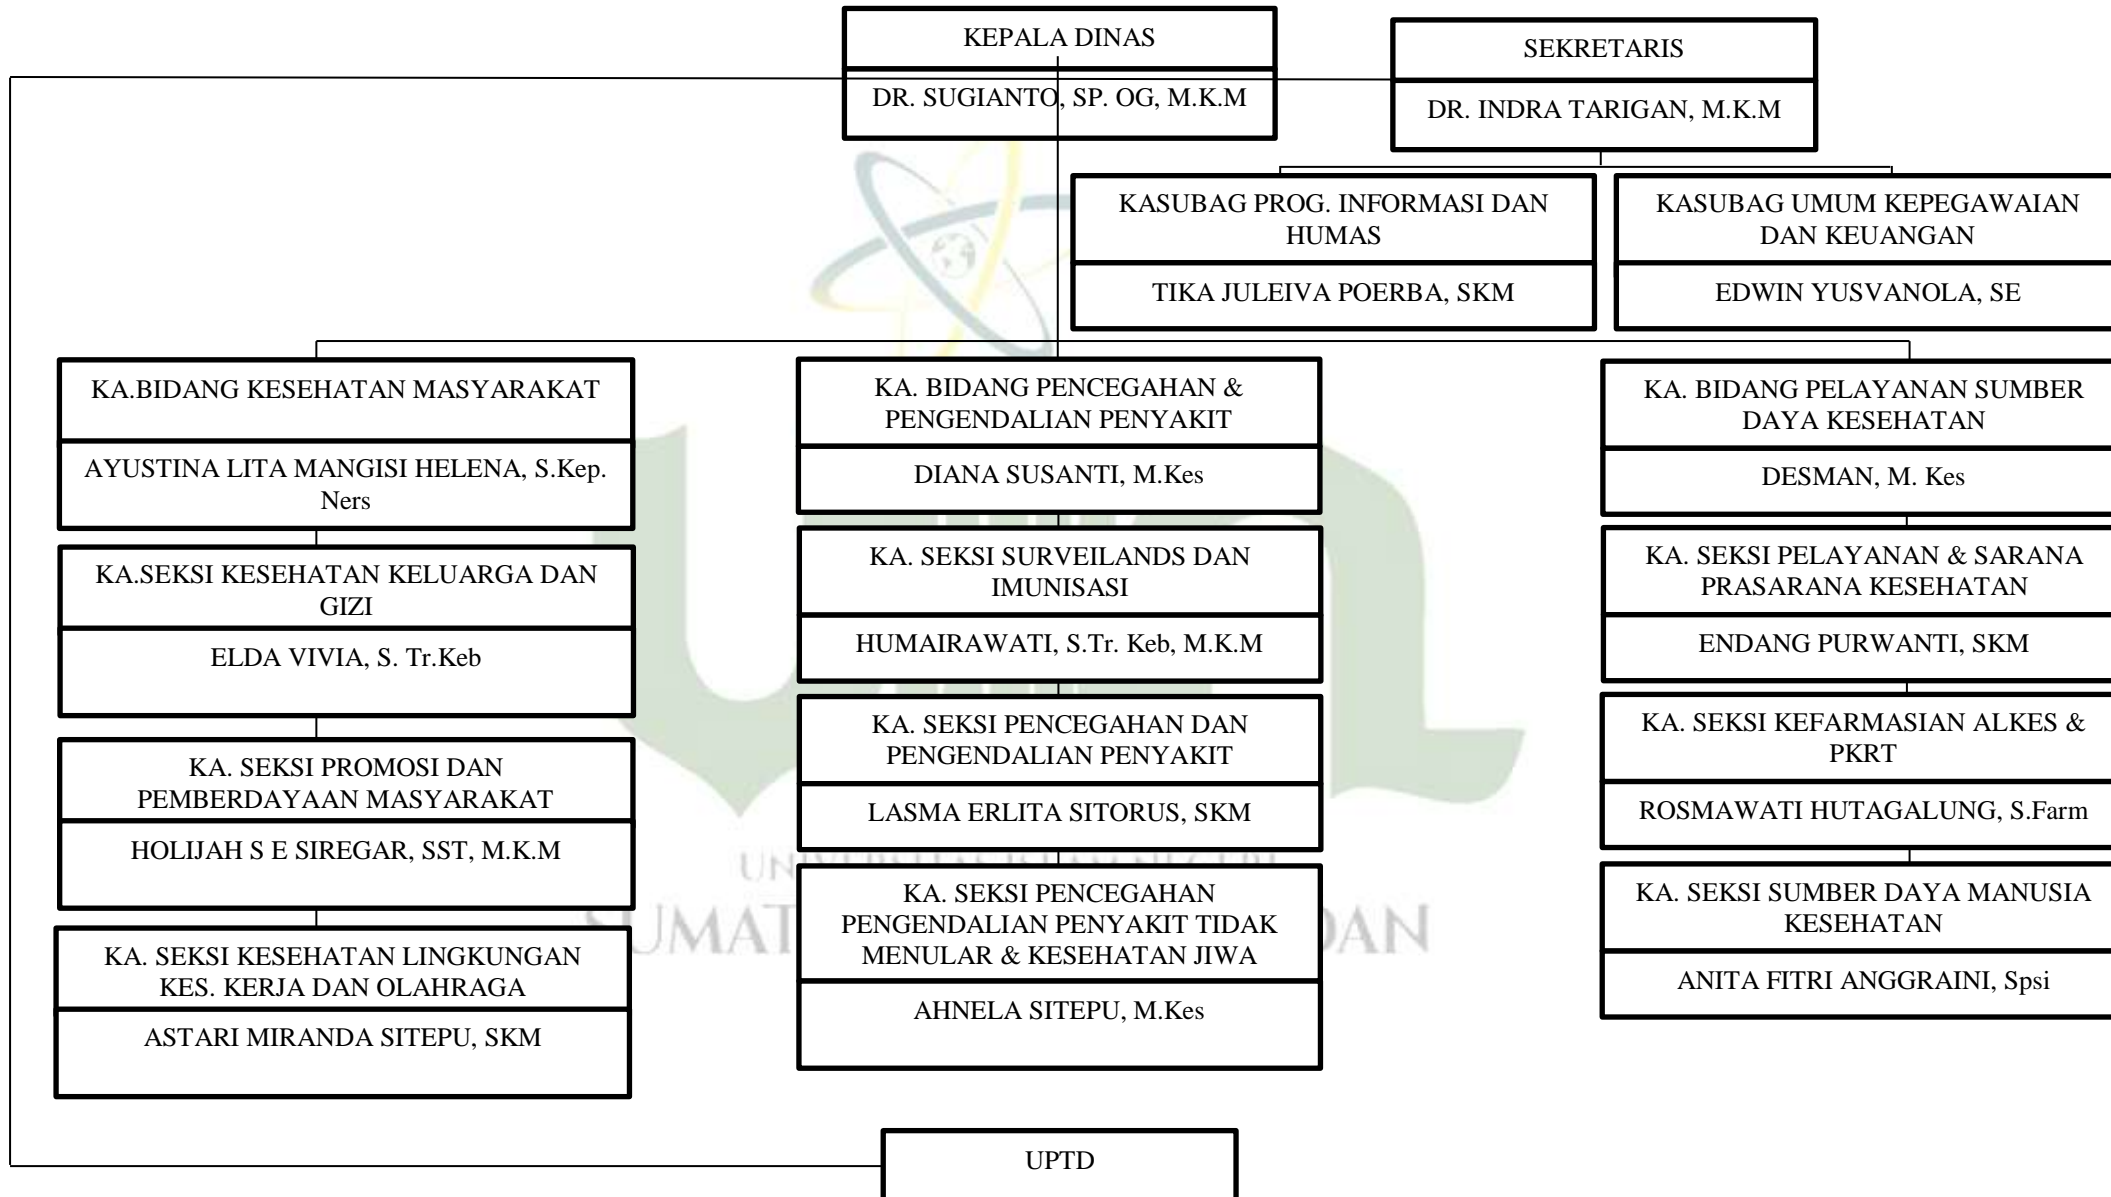 KEPALA DINAS
DR. SUGIANTO, SP. OG, M.K.M
SEKRETARIS
DR. INDRA TARIGAN, M.K.M
KASUBAG PROG. INFORMASI DAN
HUMAS
TIKA JULEIVA POERBA, SKM
KASUBAG UMUM KEPEGAWAIAN
DAN KEUANGAN
EDWIN YUSVANOLA, SE
KA.BIDANG KESEHATAN MASYARAKAT
AYUSTINA LITA MANGISI HELENA, S.Kep.
Ners
KA.SEKSI KESEHATAN KELUARGA DAN
GIZI
ELDA VIVIA, S. Tr.Keb
KA. SEKSI PROMOSI DAN
PEMBERDAYAAN MASYARAKAT
HOLIJAH S E SIREGAR, SST, M.K.M
KA. SEKSI KESEHATAN LINGKUNGAN
KES. KERJA DAN OLAHRAGA
ASTARI MIRANDA SITEPU, SKM
KA. BIDANG PENCEGAHAN &
PENGENDALIAN PENYAKIT
DIANA SUSANTI, M.Kes
KA. SEKSI SURVEILANDS DAN
IMUNISASI
HUMAIRAWATI, S.Tr. Keb, M.K.M
KA. SEKSI PENCEGAHAN DAN
PENGENDALIAN PENYAKIT
LASMA ERLITA SITORUS, SKM
KA. SEKSI PENCEGAHAN
PENGENDALIAN PENYAKIT TIDAK
MENULAR & KESEHATAN JIWA
AHNELA SITEPU, M.Kes
KA. BIDANG PELAYANAN SUMBER
DAYA KESEHATAN
DESMAN, M. Kes
KA. SEKSI PELAYANAN & SARANA
PRASARANA KESEHATAN
ENDANG PURWANTI, SKM
KA. SEKSI KEFARMASIAN ALKES &
PKRT
ROSMAWATI HUTAGALUNG, S.Farm
KA. SEKSI SUMBER DAYA MANUSIA
KESEHATAN
ANITA FITRI ANGGRAINI, Spsi
UPTD